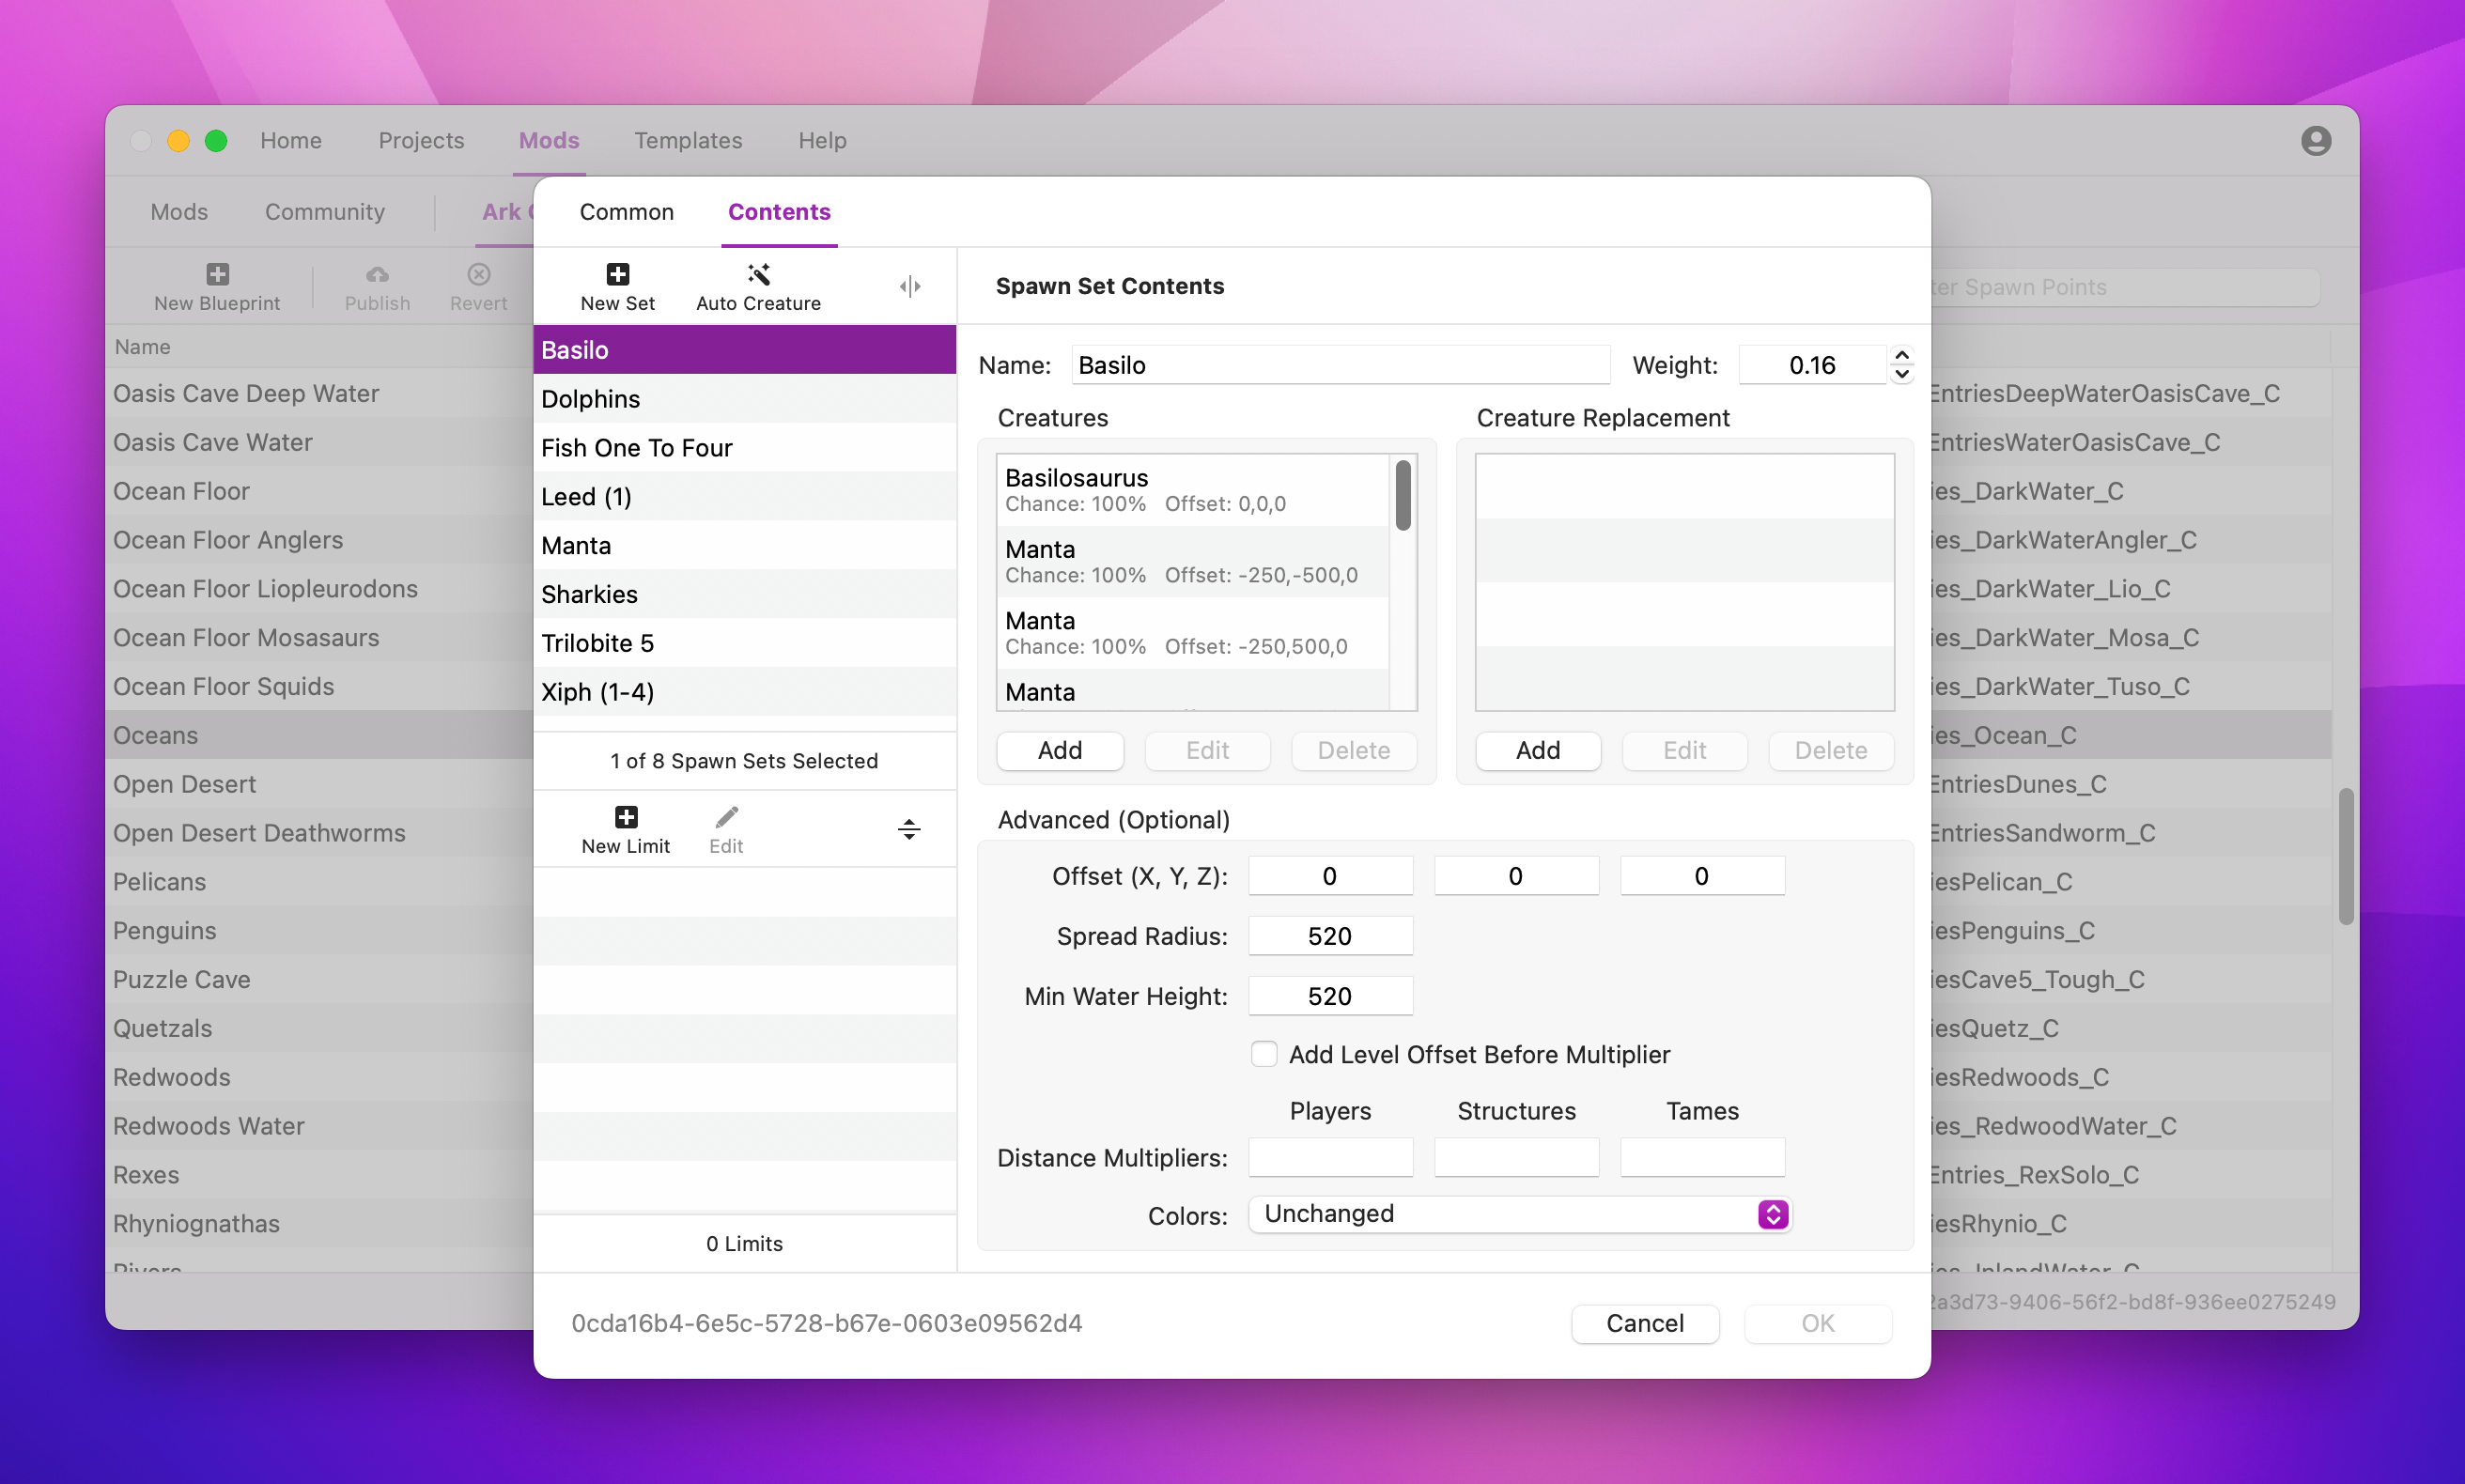 Home Projects Mods Templates Help
Mods Community Ark
New Blueprint Publish Revert
Spawn Points
Name
Oasis Cave Deep Water
Oasis Cave Water
Ocean Floor
Ocean Floor Anglers
Ocean Floor Liopleurodons
Ocean Floor Mosasaurs
Ocean Floor Squids
Oceans
Open Desert
Open Desert Deathworms
Pelicans
Penguins
Puzzle Cave
Quetzals
Redwoods
Redwoods Water
Rexes
Rhyniognathas
Rivers
EntriesDeepWaterOasisCave_C
EntriesWaterOasisCave_C
ies_DarkWater_C
ies_DarkWaterAngler_C
ies_DarkWater_Lio_C
ies_DarkWater_Mosa_C
ies_DarkWater_Tuso_C
ies_Ocean_C
EntriesDunes_C
EntriesSandworm_C
iesPelican_C
iesPenguins_C
iesCave5_Tough_C
iesQuetz_C
iesRedwoods_C
ies_RedwoodWater_C
Entries_RexSolo_C
iesRhynio_C
ies_InlandWater_C
2a3d73-9406-56f2-bd8f-936ee0275249
Common Contents
New Set Auto Creature
Basilo
Dolphins
Fish One To Four
Leed (1)
Manta
Sharkies
Trilobite 5
Xiph (1-4)
1 of 8 Spawn Sets Selected
New Limit Edit
0 Limits
Spawn Set Contents
Name: Basilo Weight: 0.16
Creatures
Basilosaurus
Chance: 100% Offset: 0,0,0
Manta
Chance: 100% Offset: -250,-500,0
Manta
Chance: 100% Offset: -250,500,0
Manta
Add Edit Delete
Creature Replacement
Add Edit Delete
Advanced (Optional)
Offset (X, Y, Z): 0 0 0
Spread Radius: 520
Min Water Height: 520
Add Level Offset Before Multiplier
Players Structures Tames
Distance Multipliers:
Colors: Unchanged
0cda16b4-6e5c-5728-b67e-0603e09562d4
Cancel OK